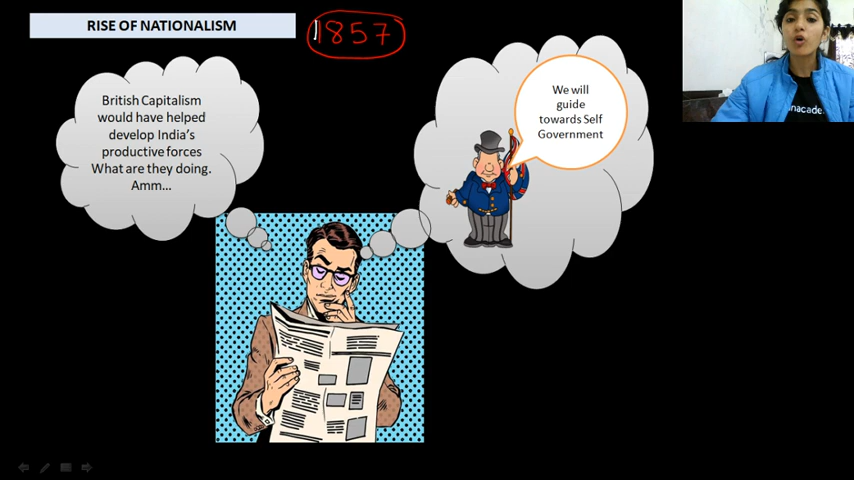 RISE OF NATIONALISM
1857
British Capitalism
would have helped
develop India's
productive forces
What are they doing.
Amm...
We will
guide
towards Self
Government
nacade